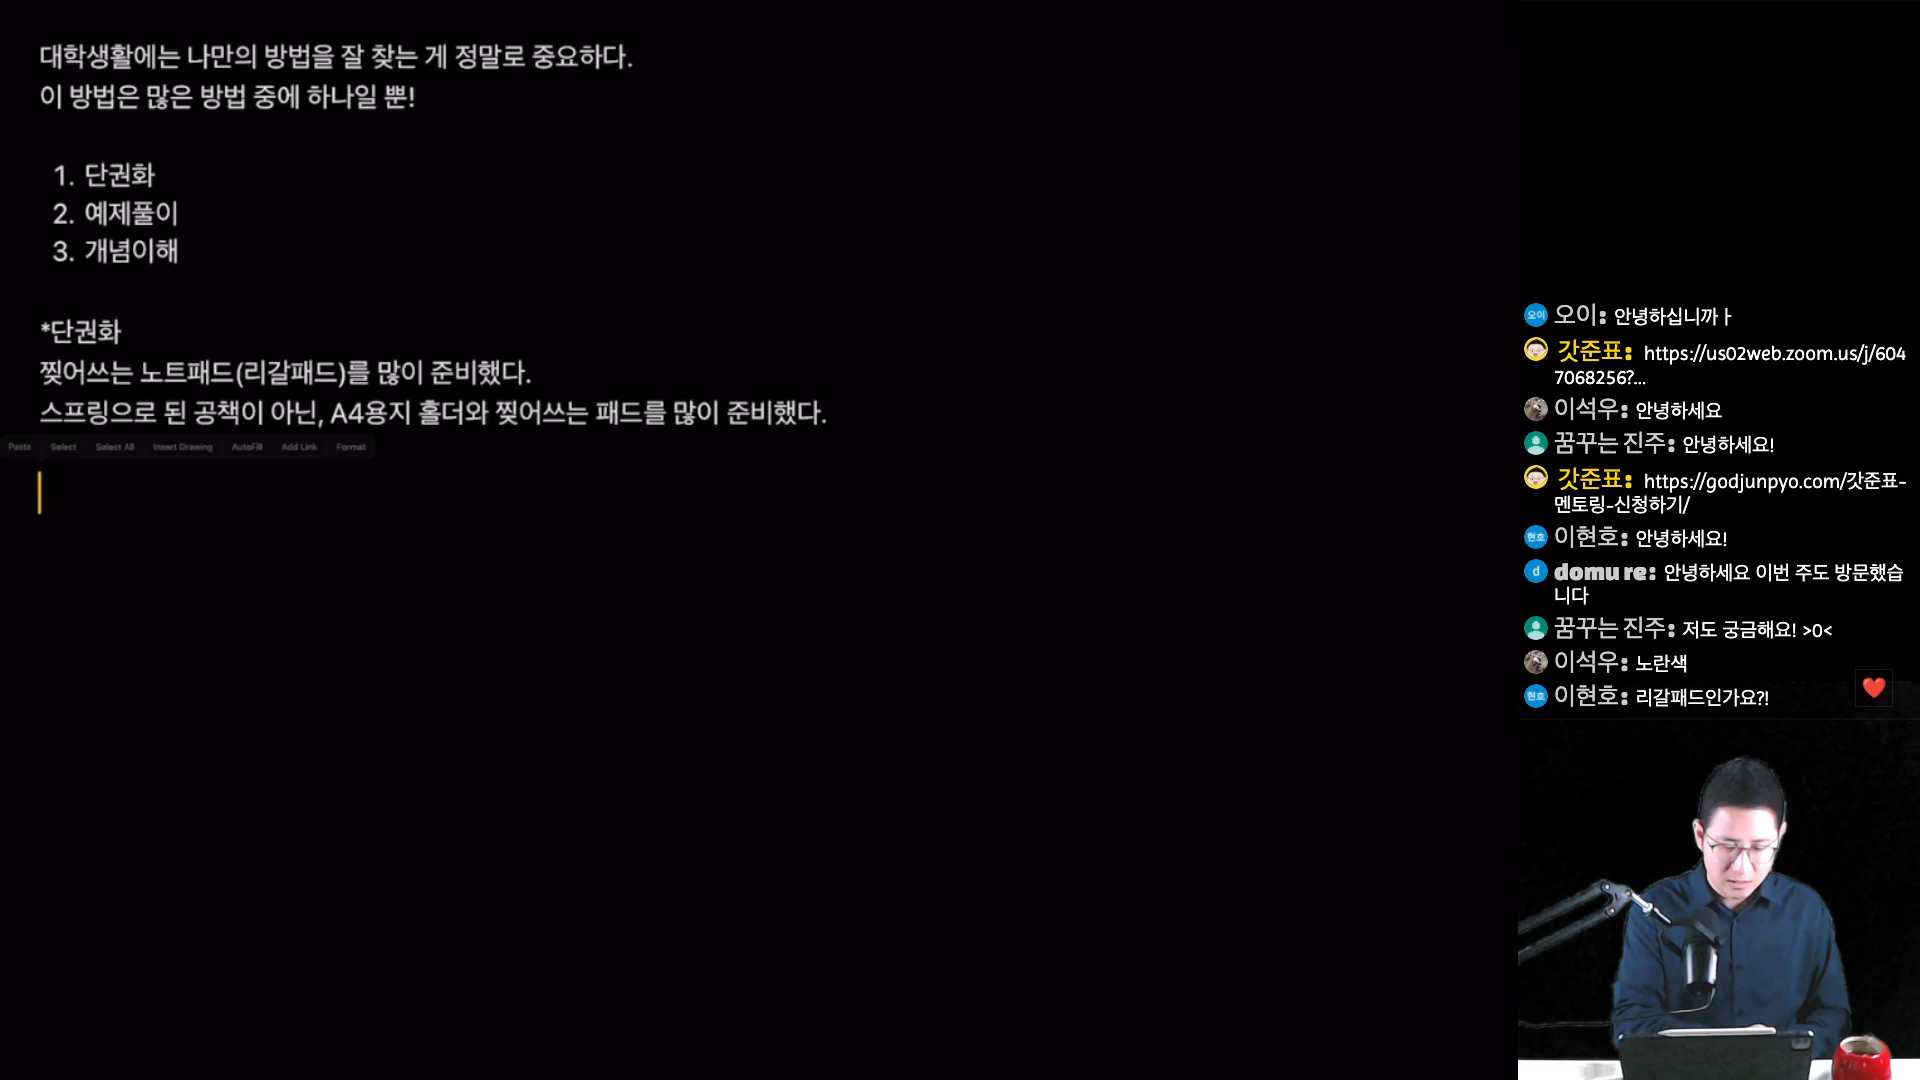 대학생활에는 나만의 방법을 잘 찾는 게 정말로 중요하다.
이 방법은 많은 방법 중에 하나일 뿐!
1. 단권화
2. 예제풀이
3. 개념이해
*단권화
찢어쓰는 노트패드(리갈패드)를 많이 준비했다.
스프링으로 된 공책이 아닌, A4용지 홀더와 찢어쓰는 패드를 많이 준비했다.
Paste Select Select All Insert Drawing AutoFill Add Link Format
오이 오이: 안녕하십니까ㅏ
갓준표: https://us02web.zoom.us/j/604
7068256?...
이석우: 안녕하세요
꿈꾸는 진주: 안녕하세요!
갓준표: https://godjunpyo.com/갓준표-
멘토링-신청하기/
현호 이현호: 안녕하세요!
d domu re: 안녕하세요 이번 주도 방문했습
니다
꿈꾸는 진주: 저도 궁금해요! >0<
이석우: 노란색
현호 이현호: 리갈패드인가요?!